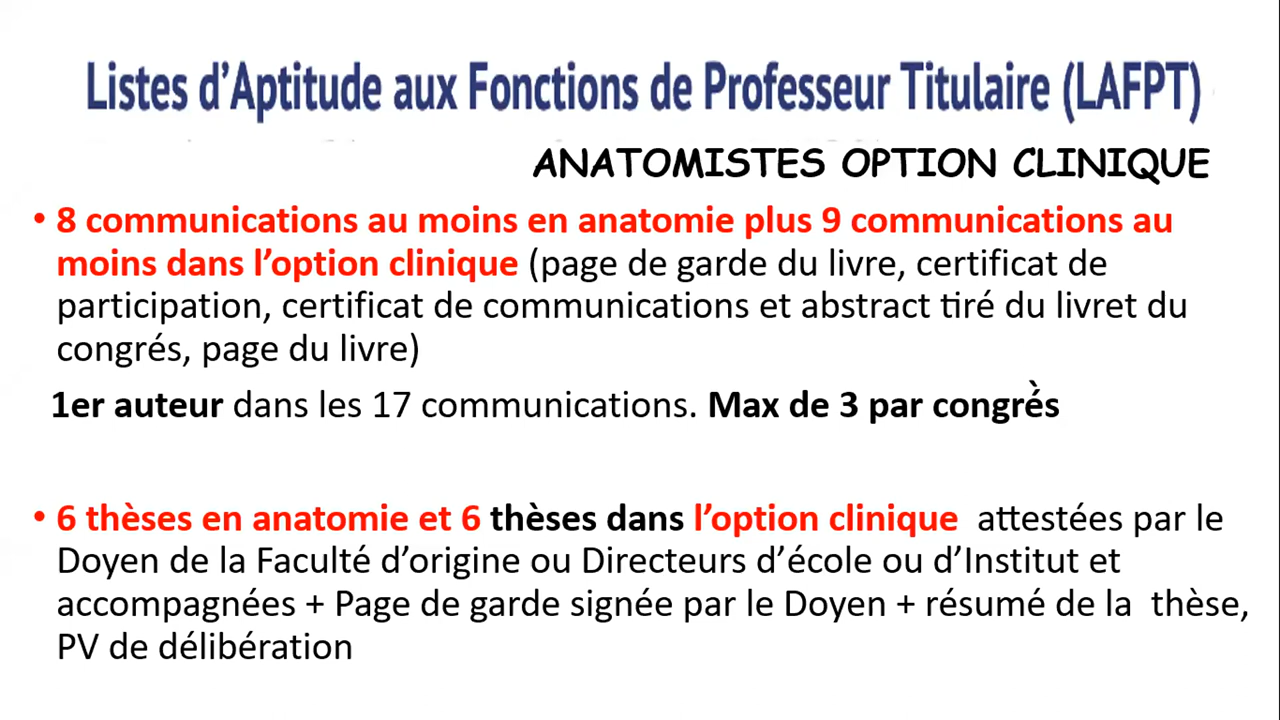 Listes d'Aptitude aux Fonctions de Professeur Titulaire (LAFPT)
ANATOMISTES OPTION CLINIQUE
• 8 communications au moins en anatomie plus 9 communications au
moins dans l'option clinique (page de garde du livre, certificat de
participation, certificat de communications et abstract tiré du livret du
congrés, page du livre)
1er auteur dans les 17 communications. Max de 3 par congrė̀s
• 6 thèses en anatomie et 6 thèses dans l'option clinique attestées par le
Doyen de la Faculté d'origine ou Directeurs d'école ou d'Institut et
accompagnées + Page de garde signée par le Doyen + résumé de la thèse,
PV de délibération